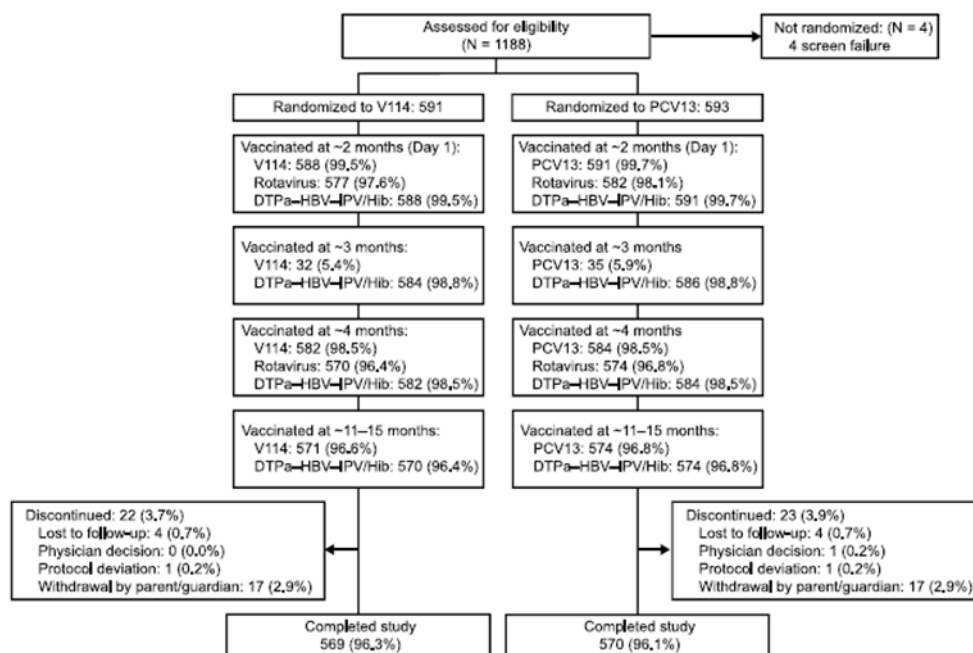 Assessed for eligibility
(N = 1188)
Not randomized: (N = 4)
4 screen failure
Randomized to V114: 591
Randomized to PCV13: 593
Vaccinated at ~2 months (Day 1):
V114: 588 (99.5%)
Rotavirus: 577 (97.6%)
DTPa–HBV–IPV/Hib: 588 (99.5%)
Vaccinated at ~2 months (Day 1):
PCV13: 591 (99.7%)
Rotavirus: 582 (98.1%)
DTPa–HBV–IPV/Hib: 591 (99.7%)
Vaccinated at ~3 months:
V114: 32 (5.4%)
DTPa–HBV–IPV/Hib: 584 (98.8%)
Vaccinated at ~3 months
PCV13: 35 (5.9%)
DTPa–HBV–IPV/Hib: 586 (98.8%)
Vaccinated at ~4 months:
V114: 582 (98.5%)
Rotavirus: 570 (96.4%)
DTPa–HBV–IPV/Hib: 582 (98.5%)
Vaccinated at ~4 months
PCV13: 584 (98.5%)
Rotavirus: 574 (96.8%)
DTPa–HBV–IPV/Hib: 584 (98.5%)
Vaccinated at ~11–15 months:
V114: 571 (96.6%)
DTPa–HBV–IPV/Hib: 570 (96.4%)
Vaccinated at ~11–15 months:
PCV13: 574 (96.8%)
DTPa–HBV–IPV/Hib: 574 (96.8%)
Discontinued: 22 (3.7%)
Lost to follow-up: 4 (0.7%)
Physician decision: 0 (0.0%)
Protocol deviation: 1 (0.2%)
Withdrawal by parent/guardian: 17 (2.9%)
Discontinued: 23 (3.9%)
Lost to follow-up: 4 (0.7%)
Physician decision: 1 (0.2%)
Protocol deviation: 1 (0.2%)
Withdrawal by parent/guardian: 17 (2.9%)
Completed study
569 (96.3%)
Completed study
570 (96.1%)